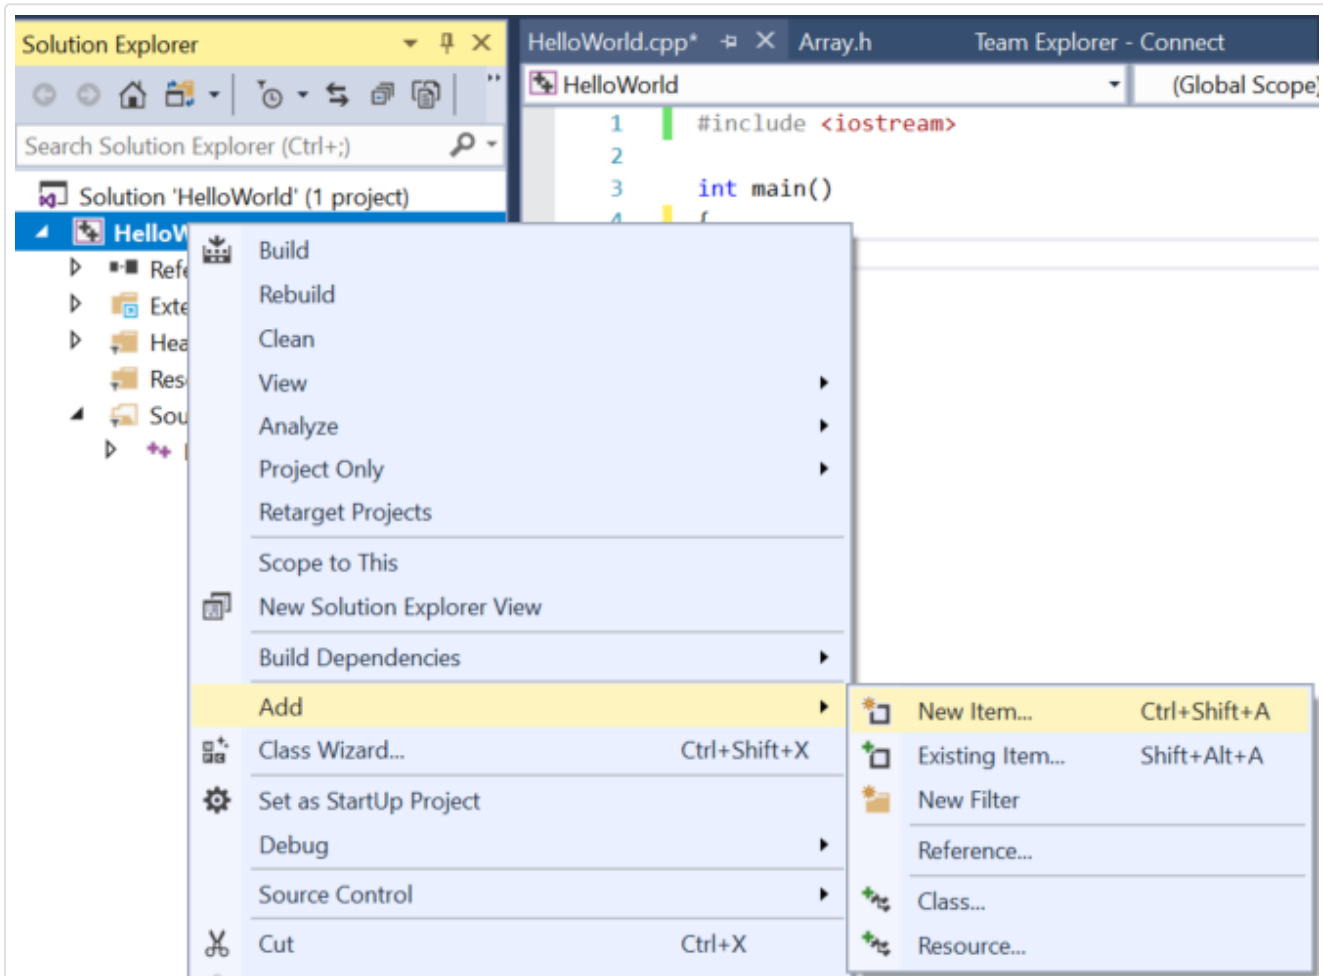 Solution Explorer
HelloWorld.cpp* Array.h Team Explorer - Connect
HelloWorld (Global Scope)
Search Solution Explorer (Ctrl+;)
1 #include <iostream>
2
3 int main()
4 {
Solution 'HelloWorld' (1 project)
Build
Rebuild
Clean
View
Analyze
Project Only
Retarget Projects
Scope to This
New Solution Explorer View
Build Dependencies
Add
Class Wizard... Ctrl+Shift+X
Set as StartUp Project
Debug
Source Control
Cut Ctrl+X
New Item... Ctrl+Shift+A
Existing Item... Shift+Alt+A
New Filter
Reference...
Class...
Resource...